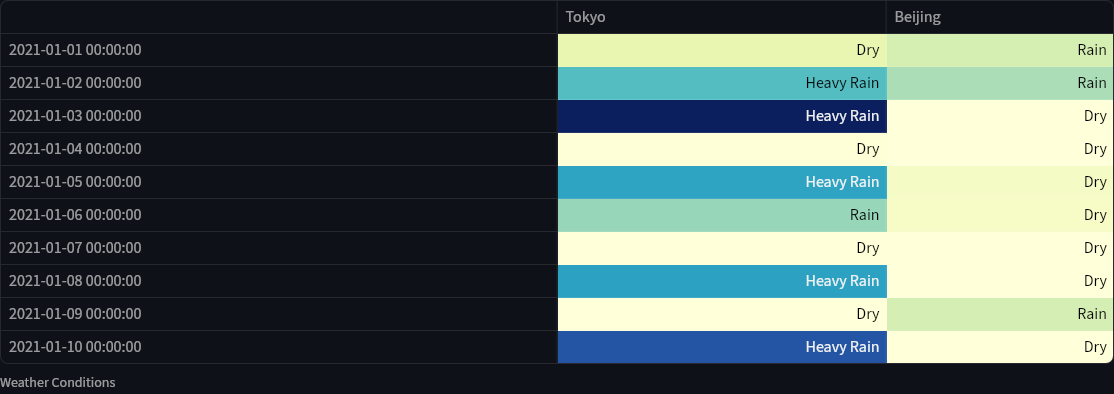 Tokyo Beijing
2021-01-01 00:00:00 Dry Rain
2021-01-02 00:00:00 Heavy Rain Rain
2021-01-03 00:00:00 Heavy Rain Dry
2021-01-04 00:00:00 Dry Dry
2021-01-05 00:00:00 Heavy Rain Dry
2021-01-06 00:00:00 Rain Dry
2021-01-07 00:00:00 Dry Dry
2021-01-08 00:00:00 Heavy Rain Dry
2021-01-09 00:00:00 Dry Rain
2021-01-10 00:00:00 Heavy Rain Dry
Weather Conditions